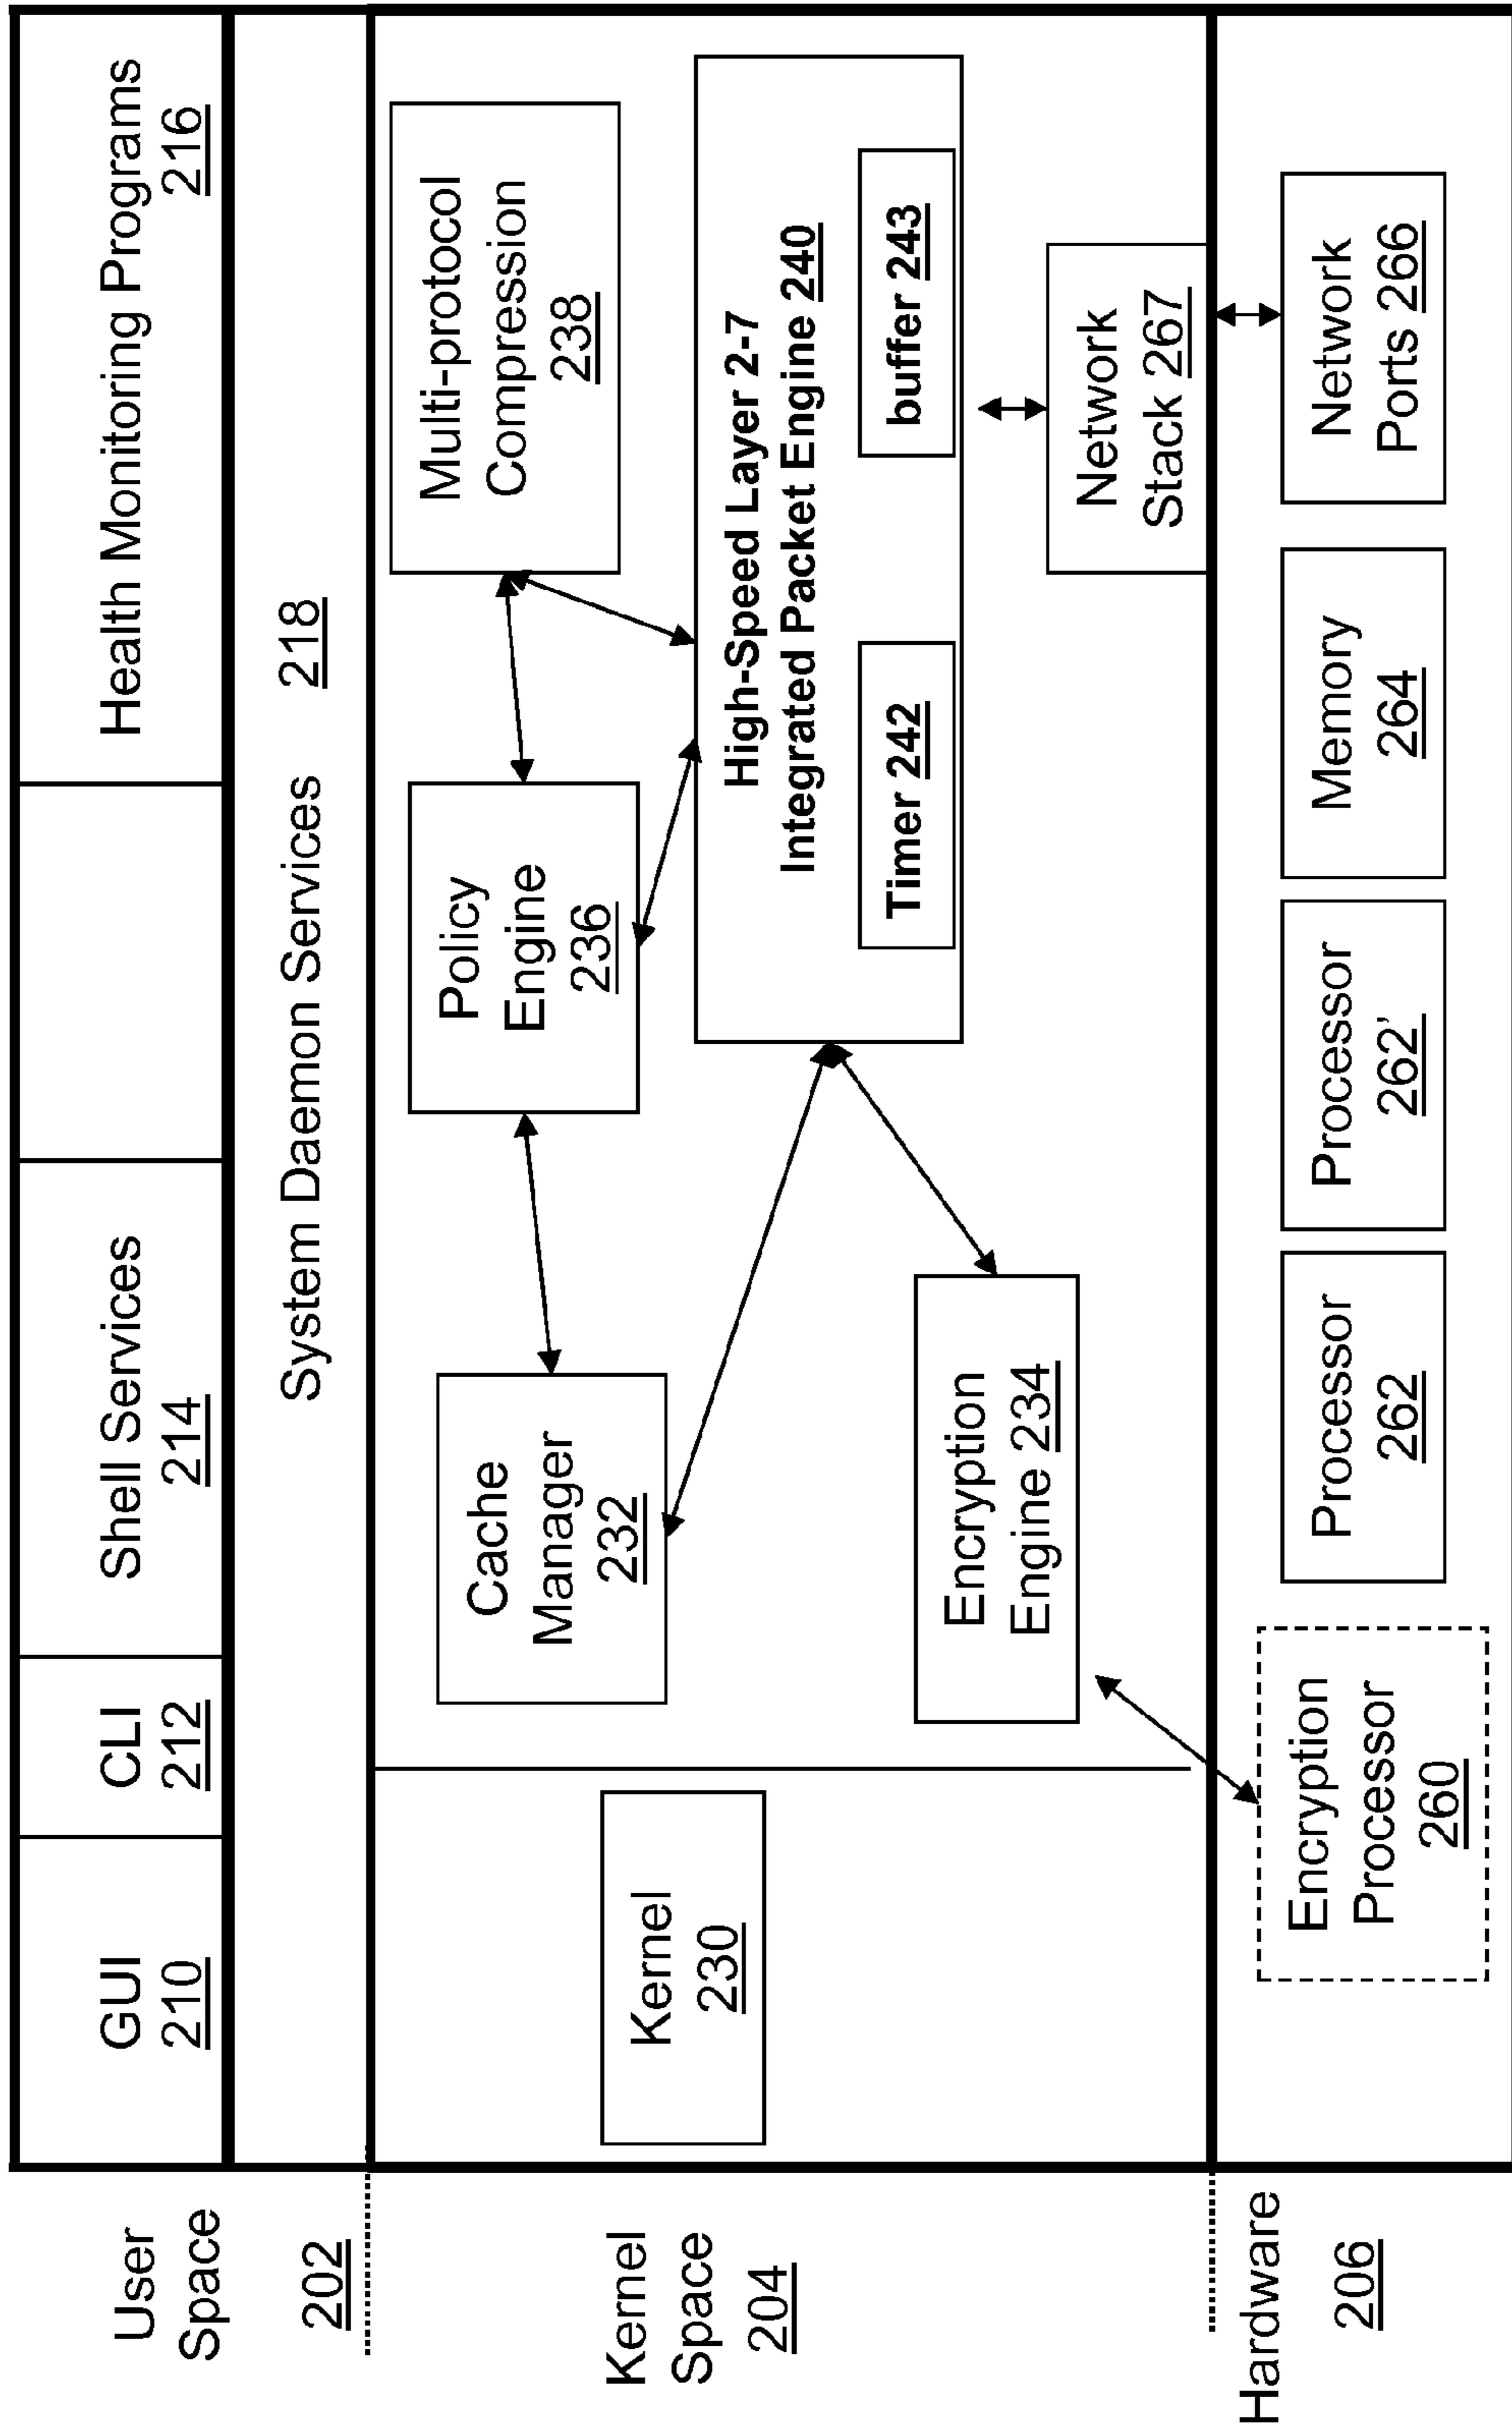 User
Space
202
GUI
210
CLI
212
Shell Services
214
Health Monitoring Programs
216
System Daemon Services 218
Kernel
Space
204
Kernel
230
Cache
Manager
232
Policy
Engine
236
Multi-protocol
Compression
238
High-Speed Layer 2-7
Integrated Packet Engine 240
Timer 242
buffer 243
Encryption
Engine 234
Network
Stack 267
Hardware
206
Encryption
Processor
260
Processor
262
Processor
262’
Memory
264
Network
Ports 266